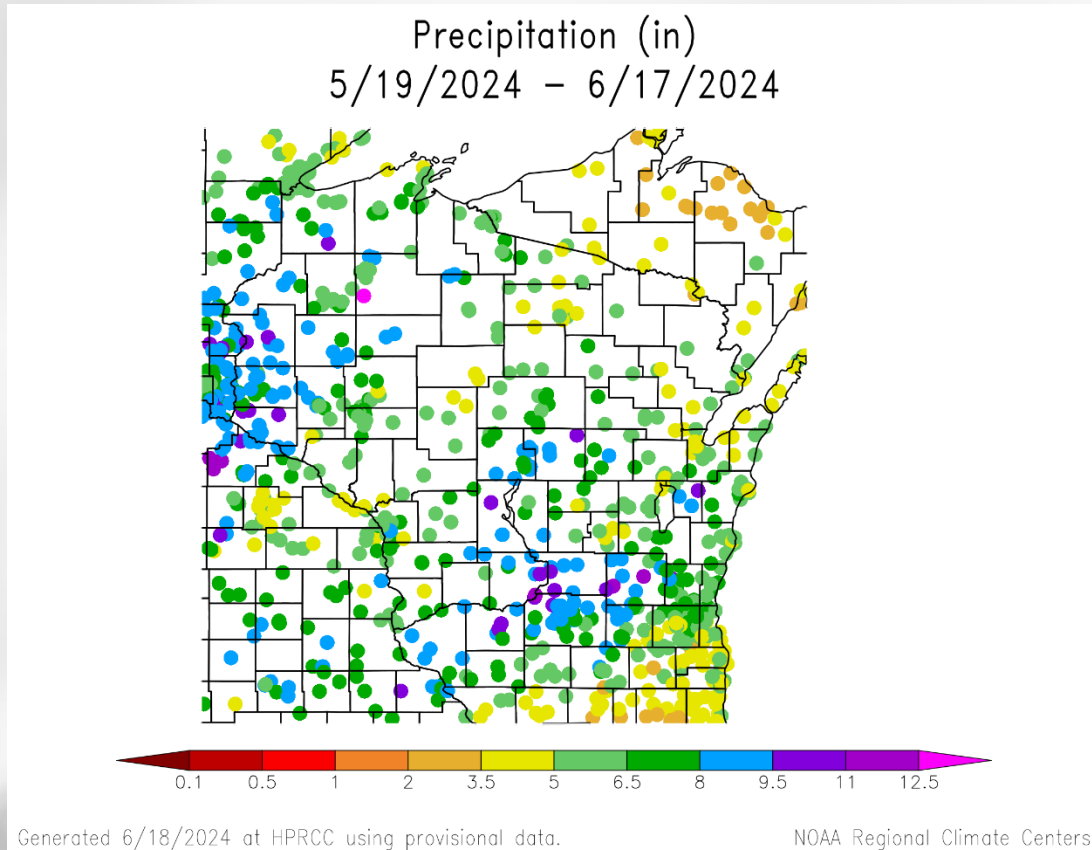 Precipitation (in)
5/19/2024 – 6/17/2024
0.1 0.5 1 2 3.5 5 6.5 8 9.5 11 12.5
Generated 6/18/2024 at HPRCC using provisional data. NOAA Regional Climate Centers